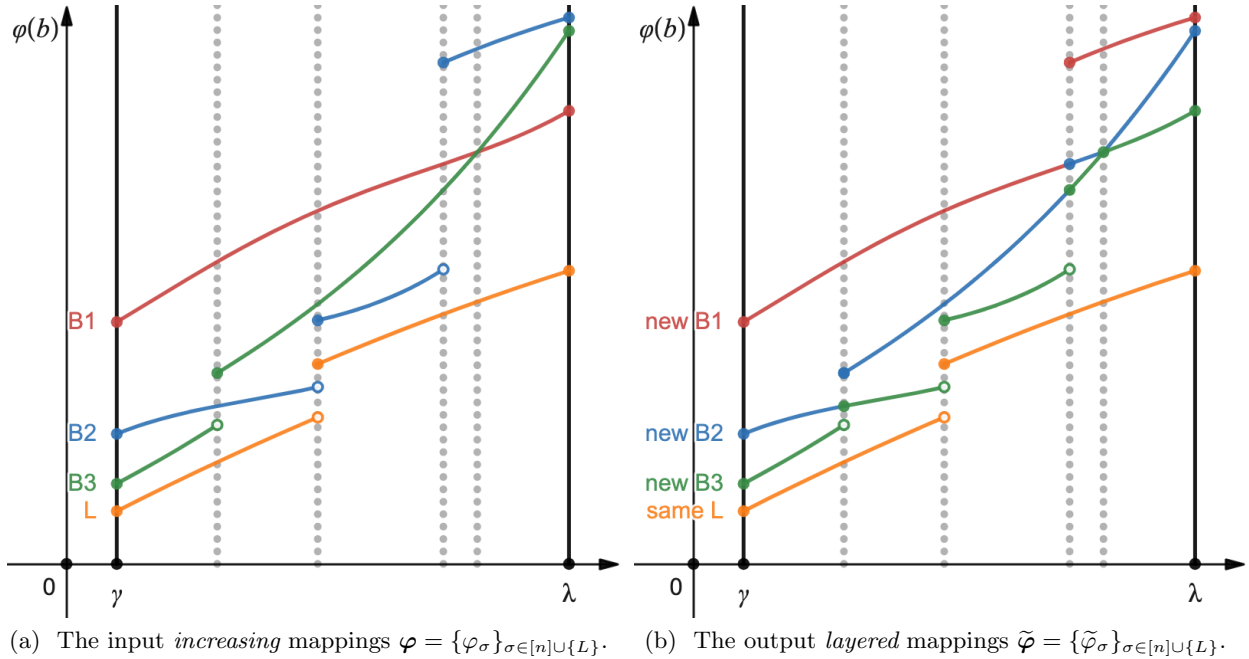 φ(b)
B1
B2
B3
L
0
γ
λ
(a) The input increasing mappings φ = {φσ}σ∈[n]∪{L}.
φ(b)
new B1
new B2
new B3
same L
0
γ
λ
(b) The output layered mappings φ̃ = {φ̃σ}σ∈[n]∪{L}.